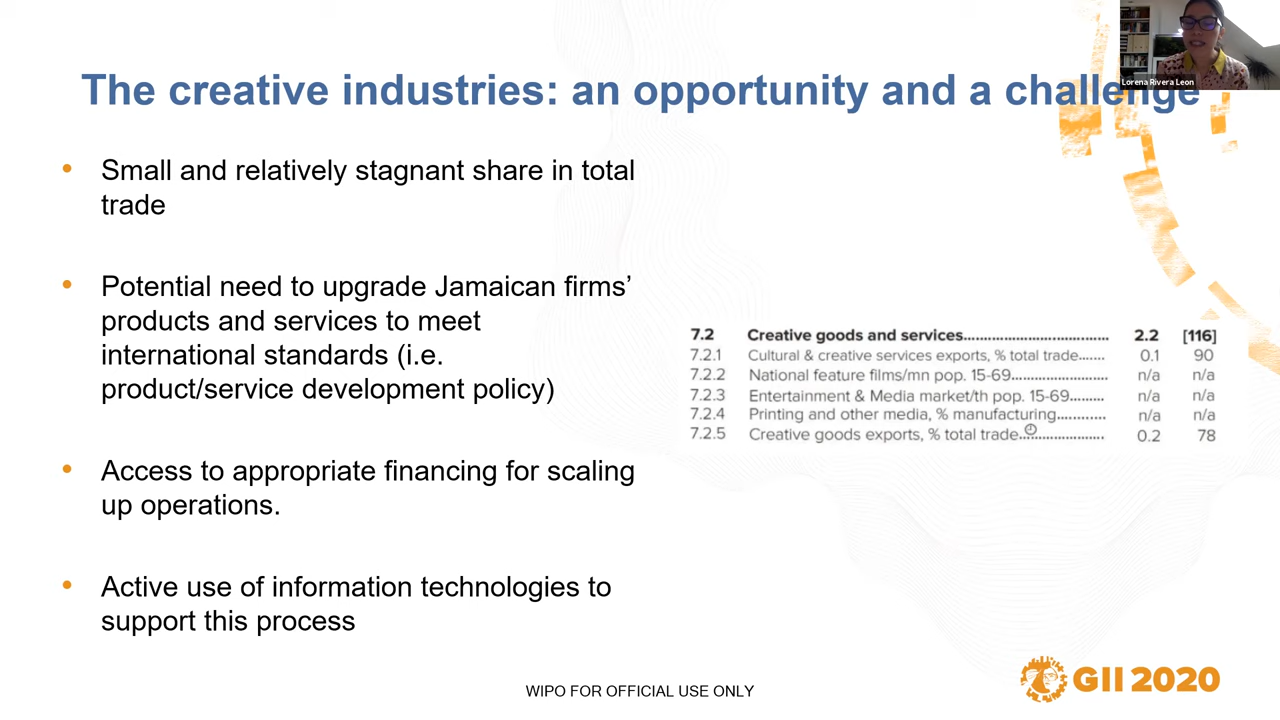 The creative industries: an opportunity and a challenge
Lorena Rivera Leon
• Small and relatively stagnant share in total
trade
• Potential need to upgrade Jamaican firms’
products and services to meet
international standards (i.e.
product/service development policy)
• Access to appropriate financing for scaling
up operations.
• Active use of information technologies to
support this process
7.2 Creative goods and services................................... 2.2 [116]
7.2.1 Cultural & creative services exports, % total trade....... 0.1 90
7.2.2 National feature films/mn pop. 15-69.......................... n/a n/a
7.2.3 Entertainment & Media market/th pop. 15-69......... n/a n/a
7.2.4 Printing and other media, % manufacturing............ n/a n/a
7.2.5 Creative goods exports, % total trade........................ 0.2 78
WIPO FOR OFFICIAL USE ONLY
GII 2020